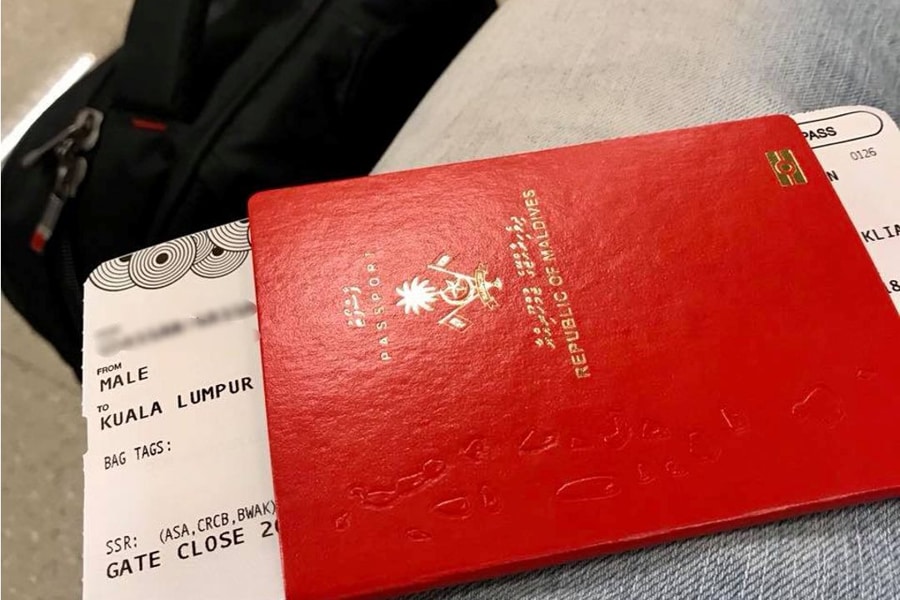 FROM
MALE
TO
KUALA LUMPUR
BAG TAGS:
SSR: (ASA,CRCB,BWAK)
GATE CLOSE
REPUBLIC OF MALDIVES
PASSPORT
PASS
0126
KLIA